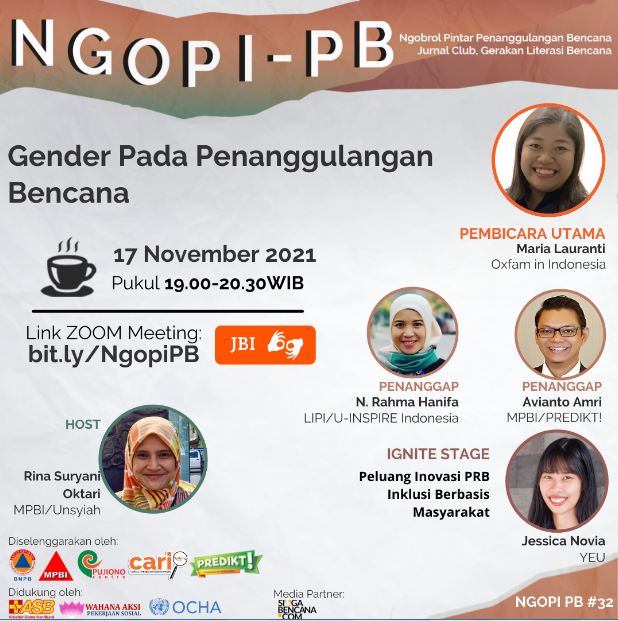 NGOPI-PB
Ngobrol Pintar Penanggulangan Bencana
Jurnal Club, Gerakan Literasi Bencana
Gender Pada Penanggulangan
Bencana
17 November 2021
Pukul 19.00-20.30WIB
Link ZOOM Meeting:
bit.ly/NgopiPB
JBI
PEMBICARA UTAMA
Maria Lauranti
Oxfam in Indonesia
PENANGGAP
N. Rahma Hanifa
LIPI/U-INSPIRE Indonesia
PENANGGAP
Avianto Amri
MPBI/PREDIKT!
HOST
Rina Suryani
Oktari
MPBI/Unsyiah
IGNITE STAGE
Peluang Inovasi PRB
Inklusi Berbasis
Masyarakat
Jessica Novia
YEU
Diselenggarakan oleh:
BNPB
MPBI
PUJIONO
CENTRE
cari
PREDIKT!
Didukung oleh:
ASB
Arbeiter-Samariter-Bund
WAHANA AKSI
PEKERJAAN SOSIAL
OCHA
Media Partner:
SIAGA
BENCANA
.COM
NGOPI PB #32